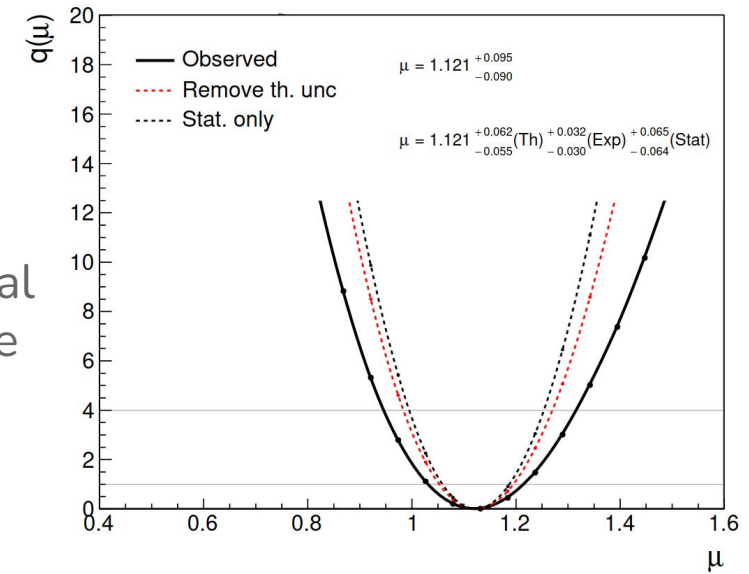 q(μ)
20
18
16
14
12
10
8
6
4
2
0
Observed
Remove th. unc
Stat. only
μ = 1.121 +0.095 −0.090
μ = 1.121 +0.062 −0.055 (Th) +0.032 −0.030 (Exp) +0.065 −0.064 (Stat)
al
e
0.4 0.6 0.8 1 1.2 1.4 1.6
μ